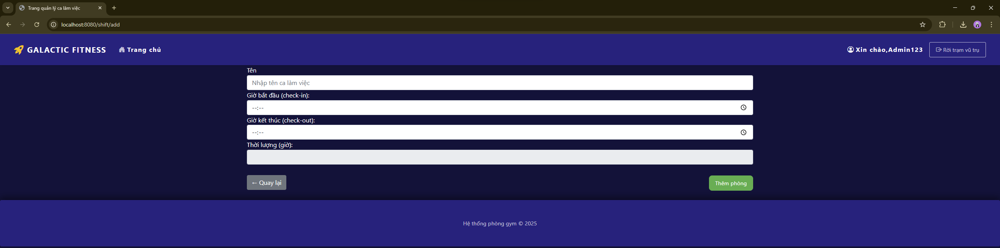 Trang quản lý ca làm việc
localhost:8080/shift/add
GALACTIC FITNESS
Trang chủ
Xin chào,Admin123
Rời trạm vũ trụ
Tên
Nhập tên ca làm việc
Giờ bắt đầu (check-in):
--:--
Giờ kết thúc (check-out):
--:--
Thời lượng (giờ):
← Quay lại
Thêm phòng
Hệ thống phòng gym © 2025